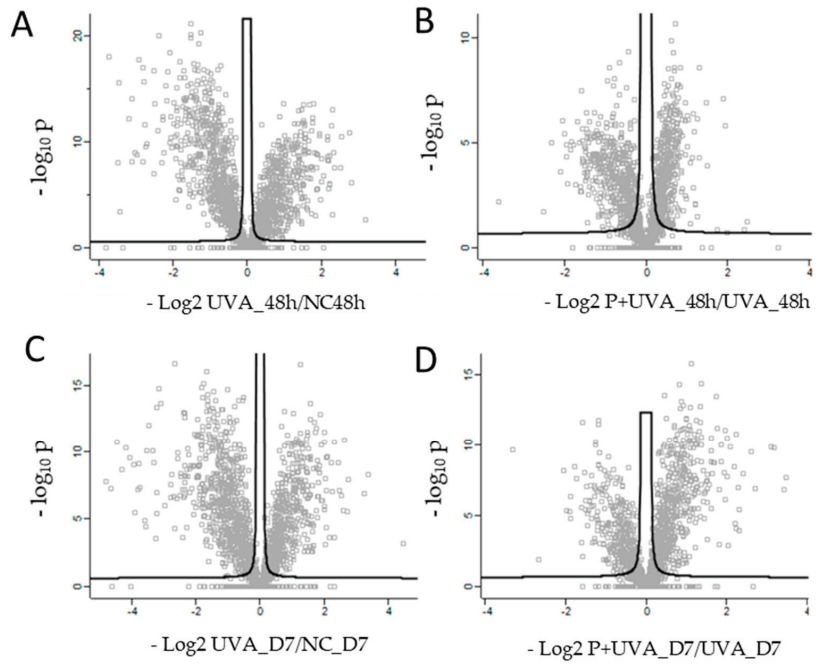 A
B
20
10
0
- log10 p
-4
-2
0
2
4
- Log2 UVA_48h/NC48h
10
5
0
- log10 p
-4
-2
0
2
4
- Log2 P+UVA_48h/UVA_48h
C
D
15
10
5
0
- log10 p
-4
-2
0
2
4
- Log2 UVA_D7/NC_D7
15
10
5
0
- log10 p
-4
-2
0
2
4
- Log2 P+UVA_D7/UVA_D7